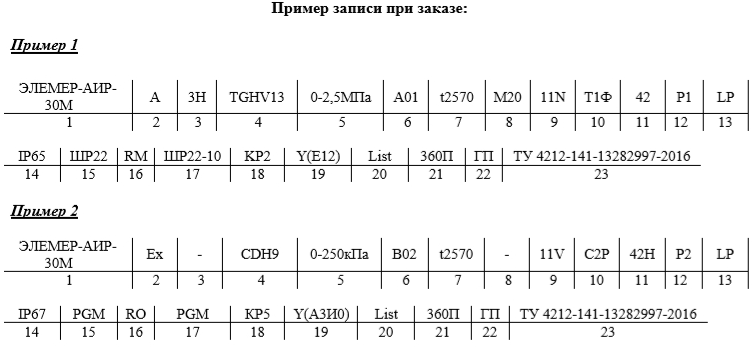 Пример записи при заказе:
Пример 1
ЭЛЕМЕР-АИР-30М А 3Н TGHV13 0-2,5МПа А01 t2570 М20 11N Т1Ф 42 Р1 LP
1 2 3 4 5 6 7 8 9 10 11 12 13
IP65 ШР22 RM ШР22-10 КР2 Y(Е12) List 360П ГП ТУ 4212-141-13282997-2016
14 15 16 17 18 19 20 21 22 23
Пример 2
ЭЛЕМЕР-АИР-30М Ех - CDH9 0-250кПа В02 t2570 - 11V С2Р 42Н Р2 LP
1 2 3 4 5 6 7 8 9 10 11 12 13
IP67 PGM RO PGM КР5 Y(А3И0) List 360П ГП ТУ 4212-141-13282997-2016
14 15 16 17 18 19 20 21 22 23